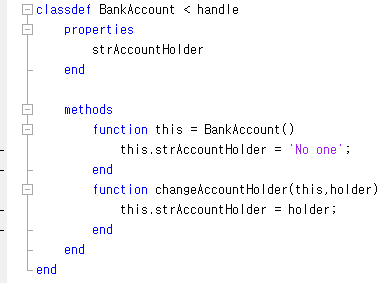 classdef BankAccount < handle
properties
strAccountHolder
end
methods
function this = BankAccount()
this.strAccountHolder = 'No one';
end
function changeAccountHolder(this,holder)
this.strAccountHolder = holder;
end
end
end